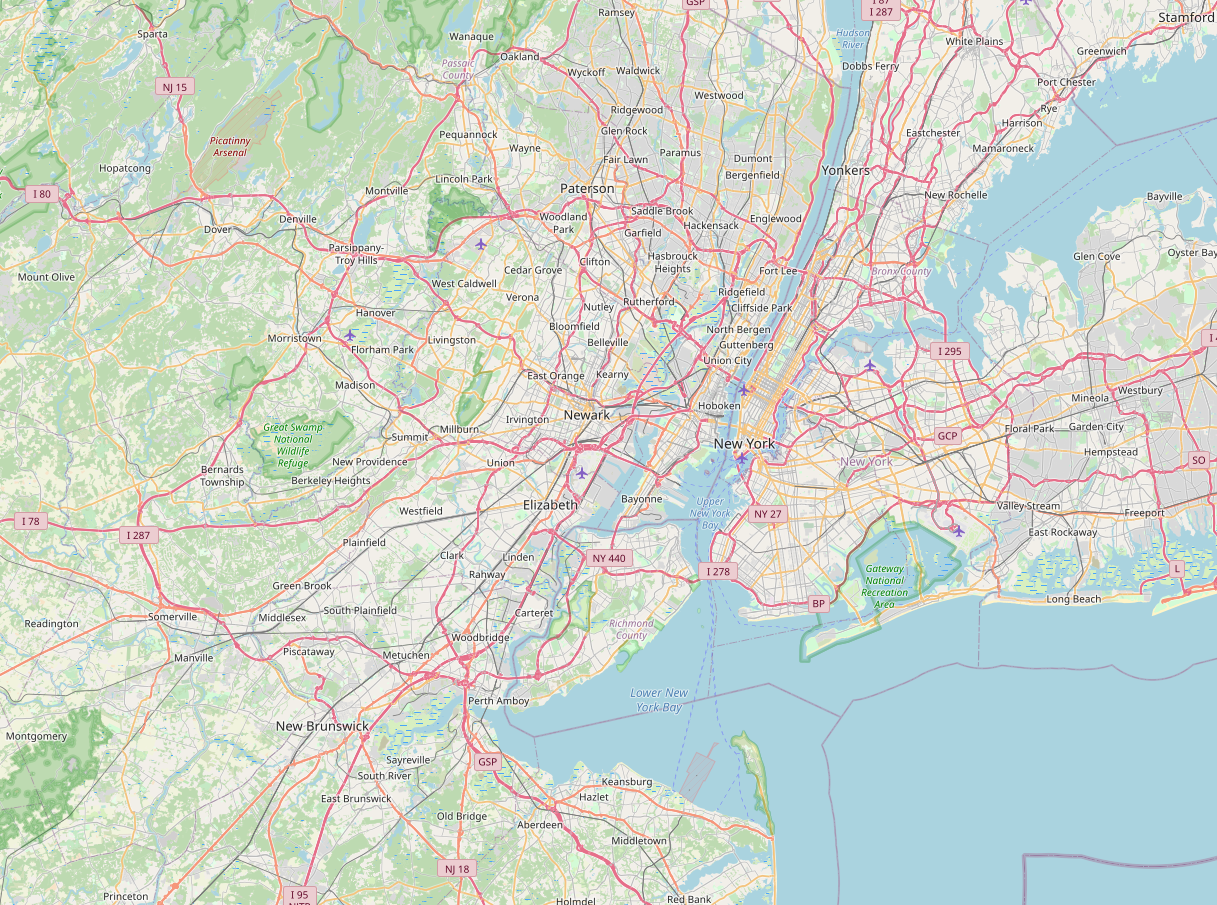 GSP
I 87
I 287
Ramsey
Stamford
Sparta
Wanaque
Hudson
River
White Plains
Greenwich
Oakland
Passaic
County
Wyckoff
Waldwick
Dobbs Ferry
Port Chester
NJ 15
Westwood
Ridgewood
Rye
Harrison
Pequannock
Glen Rock
Eastchester
Picatinny
Arsenal
Wayne
Fair Lawn
Paramus
Dumont
Mamaroneck
Hopatcong
Bergenfield
Yonkers
Lincoln Park
Paterson
Montville
I 80
New Rochelle
Bayville
Denville
Woodland
Park
Saddle Brook
Englewood
Dover
Garfield
Hackensack
Parsippany-
Troy Hills
Clifton
Hasbrouck
Heights
Glen Cove
Oyster Bay
Mount Olive
Cedar Grove
Fort Lee
Bronx County
West Caldwell
Verona
Nutley
Rutherford
Ridgefield
Cliffside Park
Hanover
Bloomfield
North Bergen
Morristown
Florham Park
Livingston
Belleville
Guttenberg
I 295
Union City
Madison
East Orange
Kearny
Westbury
Mineola
Newark
Hoboken
Irvington
Great Swamp
National
Wildlife
Refuge
Summit
Millburn
New York
GCP
Floral Park
Garden City
Hempstead
Bernards
Township
New Providence
Union
New York
SO
Berkeley Heights
Elizabeth
Bayonne
Upper
New York
Bay
NY 27
Valley Stream
Freeport
Westfield
I 78
I 287
Plainfield
East Rockaway
Clark
Linden
NY 440
I 278
Gateway
National
Recreation
Area
L
Rahway
Green Brook
BP
Long Beach
Somerville
Middlesex
South Plainfield
Carteret
Readington
Richmond
County
Woodbridge
Manville
Piscataway
Metuchen
Perth Amboy
Lower New
York Bay
New Brunswick
Montgomery
Sayreville
GSP
South River
Keansburg
East Brunswick
Hazlet
Old Bridge
Aberdeen
Middletown
NJ 18
Princeton
I 95
Holmdel
Red Bank